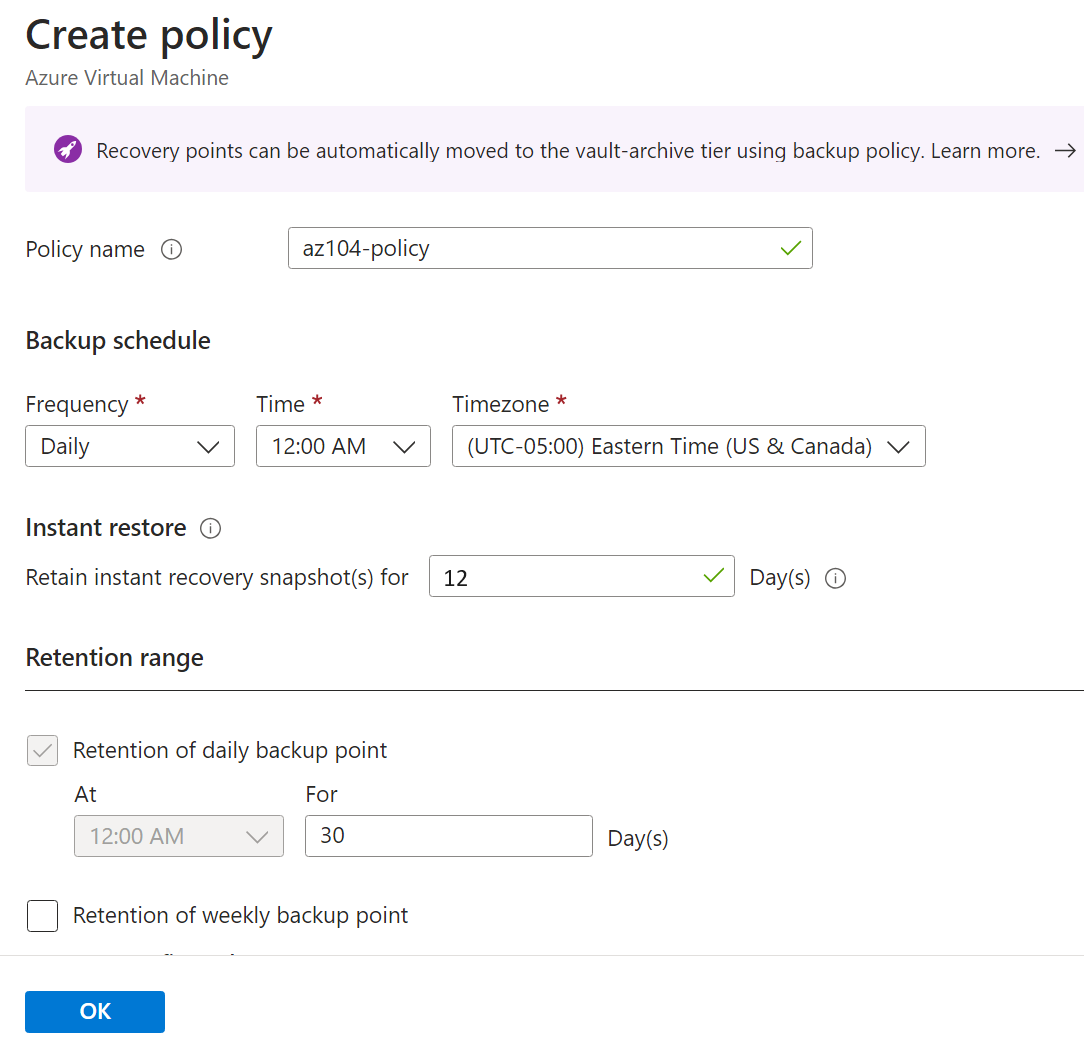 Create policy
Azure Virtual Machine
Recovery points can be automatically moved to the vault-archive tier using backup policy. Learn more. →
Policy name
az104-policy
Backup schedule
Frequency * Time * Timezone *
Daily 12:00 AM (UTC-05:00) Eastern Time (US & Canada)
Instant restore
Retain instant recovery snapshot(s) for 12 Day(s)
Retention range
Retention of daily backup point
At For
12:00 AM 30 Day(s)
Retention of weekly backup point
OK